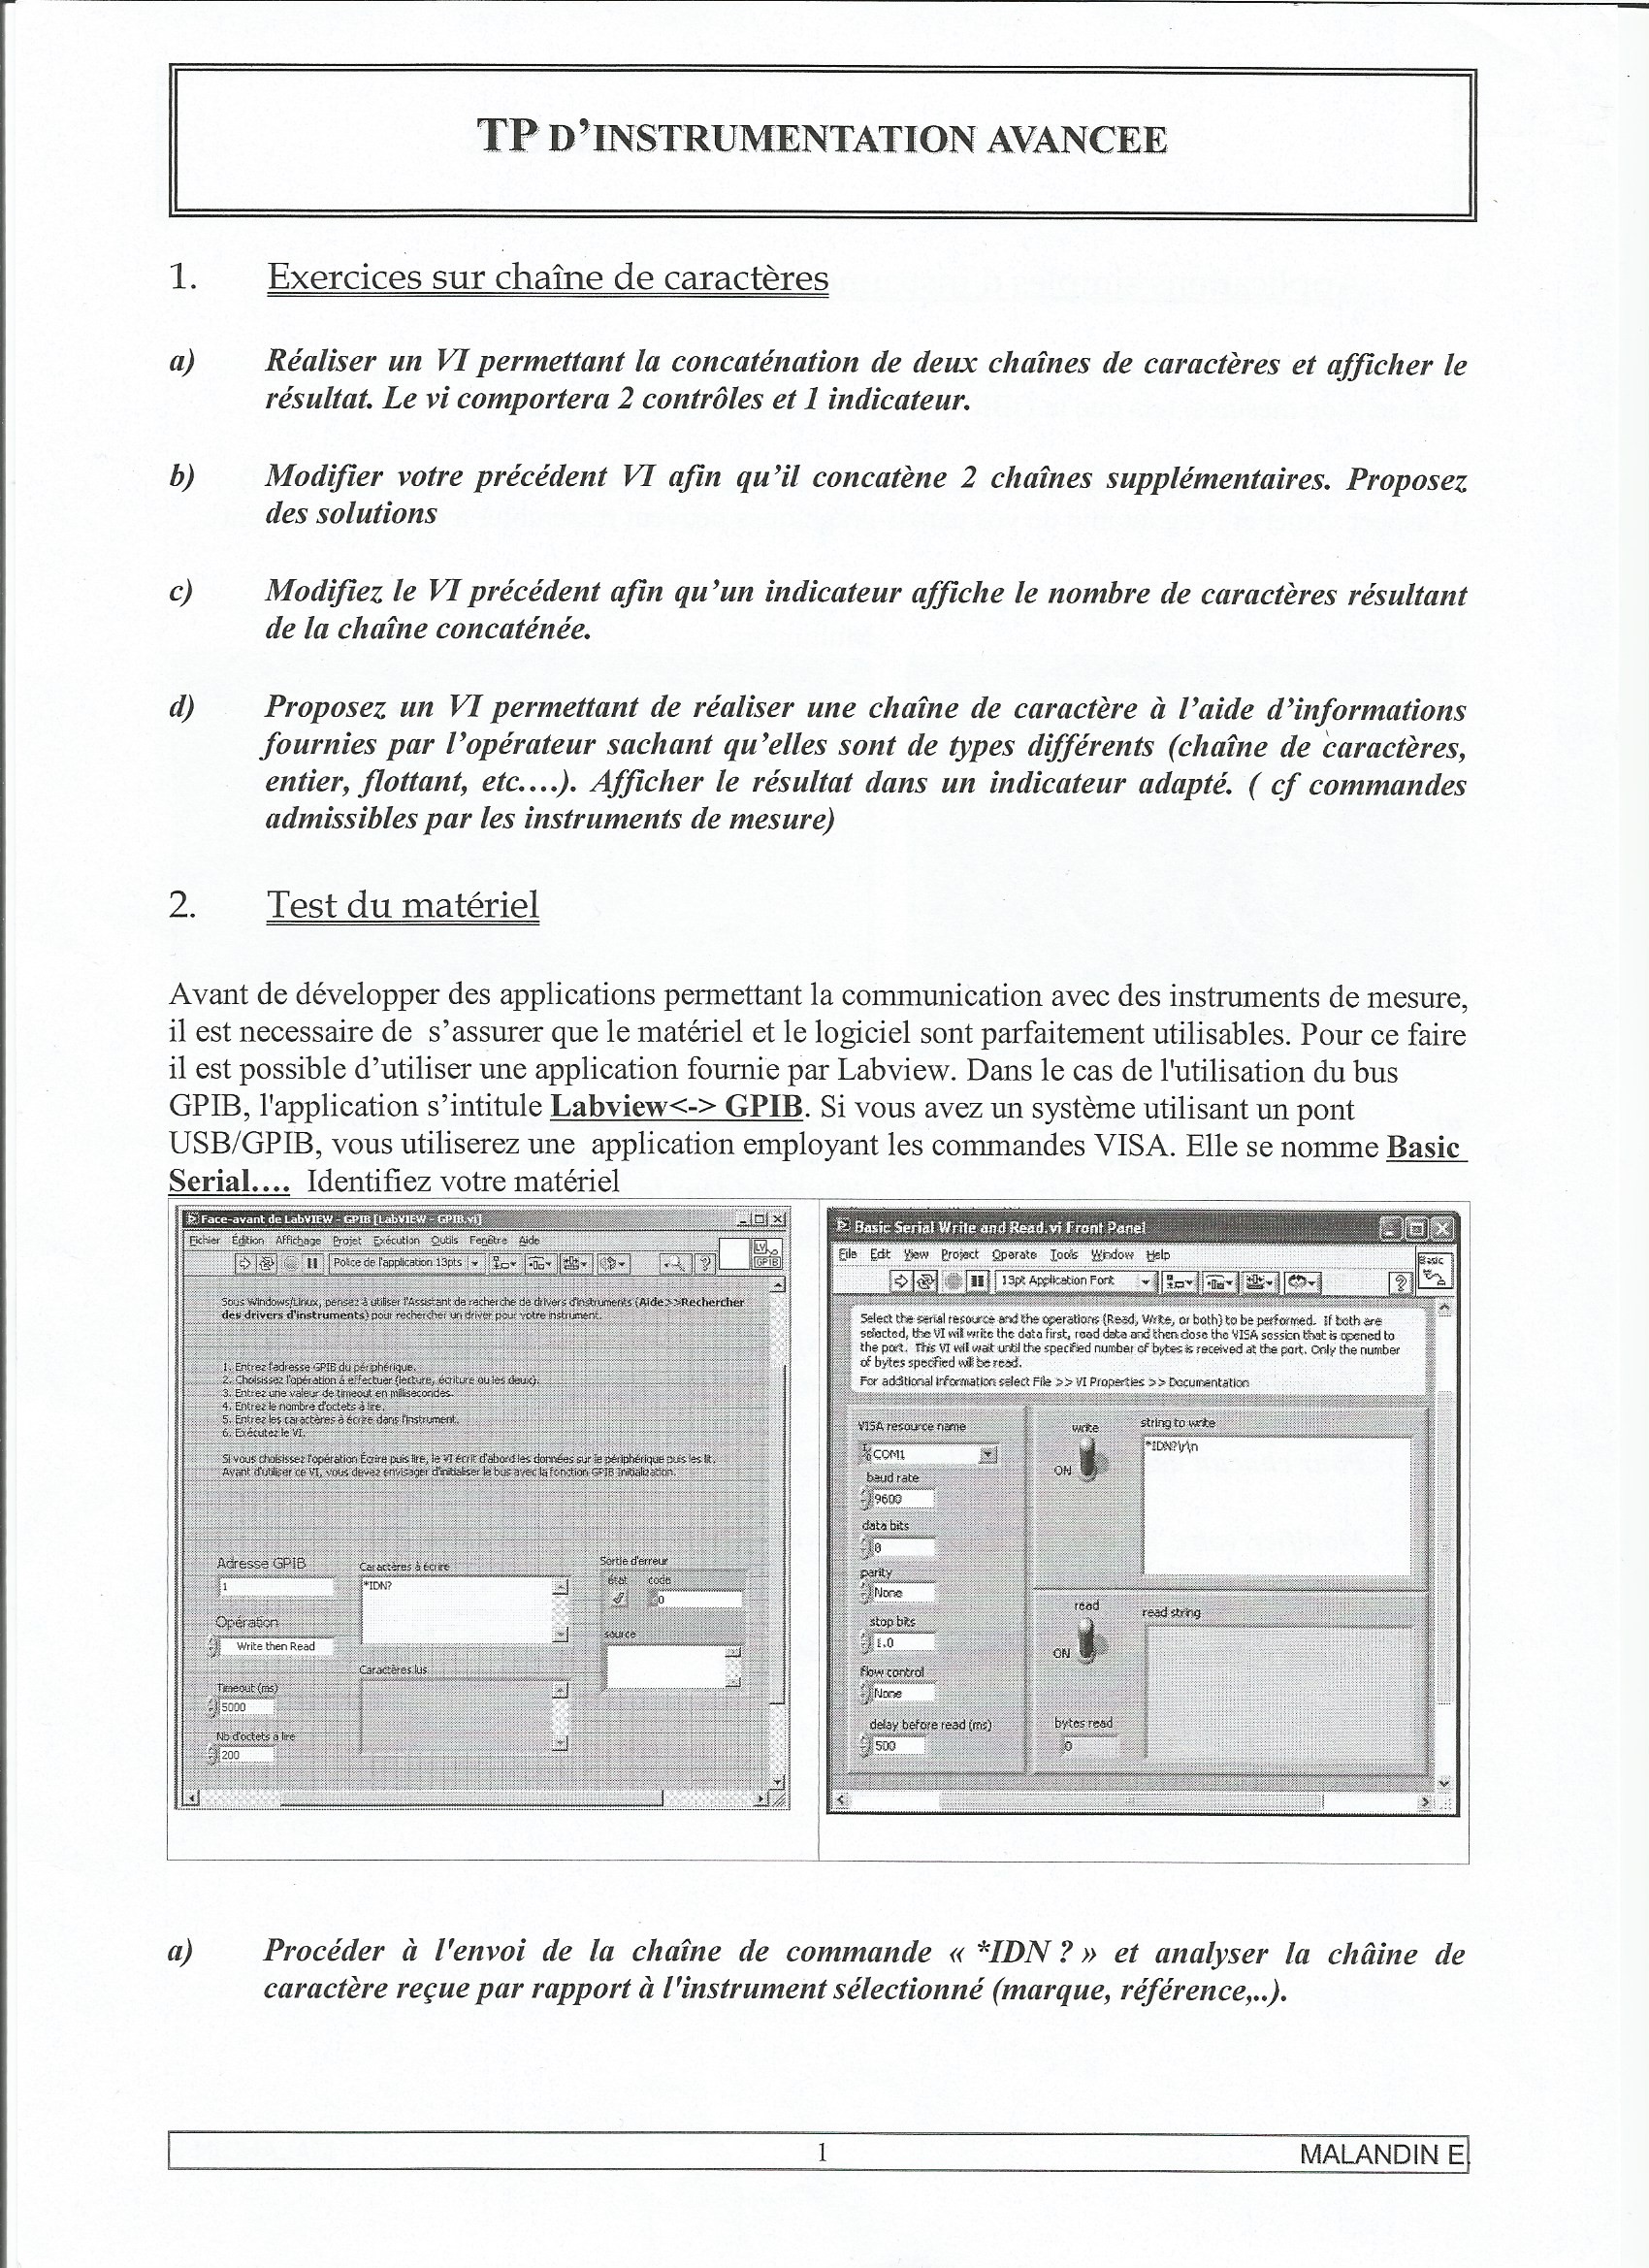 TP D'INSTRUMENTATION AVANCEE
1. Exercices sur chaîne de caractères
a) Réaliser un VI permettant la concaténation de deux chaînes de caractères et afficher le
résultat. Le vi comportera 2 contrôles et 1 indicateur.
b) Modifier votre précédent VI afin qu'il concatène 2 chaînes supplémentaires. Proposez
des solutions
c) Modifiez le VI précédent afin qu'un indicateur affiche le nombre de caractères résultant
de la chaîne concaténée.
d) Proposez un VI permettant de réaliser une chaîne de caractère à l'aide d'informations
fournies par l'opérateur sachant qu'elles sont de types différents (chaîne de caractères,
entier, flottant, etc....). Afficher le résultat dans un indicateur adapté. ( cf commandes
admissibles par les instruments de mesure)
2. Test du matériel
Avant de développer des applications permettant la communication avec des instruments de mesure,
il est necessaire de s'assurer que le matériel et le logiciel sont parfaitement utilisables. Pour ce faire
il est possible d'utiliser une application fournie par Labview. Dans le cas de l'utilisation du bus
GPIB, l'application s'intitule Labview<-> GPIB. Si vous avez un système utilisant un pont
USB/GPIB, vous utiliserez une application employant les commandes VISA. Elle se nomme Basic
Serial.... Identifiez votre matériel
Face-avant de LabVIEW - GPIB [LabVIEW - GPIB.vi]
Fichier Édition Affichage Projet Exécution Outils Fenêtre Aide
Police de l'application 13pts
LV
GPIB
Sous Windows/Linux, pensez à utiliser l'Assistant de recherche de drivers d'instruments (Aide>>Rechercher
des drivers d'instruments) pour rechercher un driver pour votre instrument.
1. Entrez l'adresse GPIB du périphérique.
2. Choisissez l'opération à effectuer (lecture, écriture ou les deux).
3. Entrez une valeur de timeout en millisecondes.
4. Entrez le nombre d'octets à lire.
5. Entrez les caractères à écrire dans l'instrument.
6. Exécutez le VI.
Si vous choisissez l'opération Écrire puis lire, le VI écrit d'abord les données sur le périphérique puis les lit.
Avant d'utiliser ce VI, vous devez envisager d'initialiser le bus avec la fonction GPIB Initialization.
Adresse GPIB
1
Opération
Write then Read
Timeout (ms)
5000
Nb d'octets à lire
200
Caractères à écrire
*IDN?
Caractères lus
Sortie d'erreur
état code
0
source
Basic Serial Write and Read.vi Front Panel
File Edit View Project Operate Tools Window Help
13pt Application Font
Basic
Select the serial resource and the operations (Read, Write, or both) to be performed. If both are
selected, the VI will write the data first, read data and then close the VISA session that is opened to
the port. This VI will wait until the specified number of bytes is received at the port. Only the number
of bytes specified will be read.
For additional information select File >> VI Properties >> Documentation
VISA resource name
COM1
baud rate
9600
data bits
8
parity
None
stop bits
1.0
flow control
None
delay before read (ms)
500
write
ON
string to write
*IDN?\r\n
read
ON
read string
bytes read
0
a) Procéder à l'envoi de la chaîne de commande « *IDN ? » et analyser la châine de
caractère reçue par rapport à l'instrument sélectionné (marque, référence,..).
1
MALANDIN E